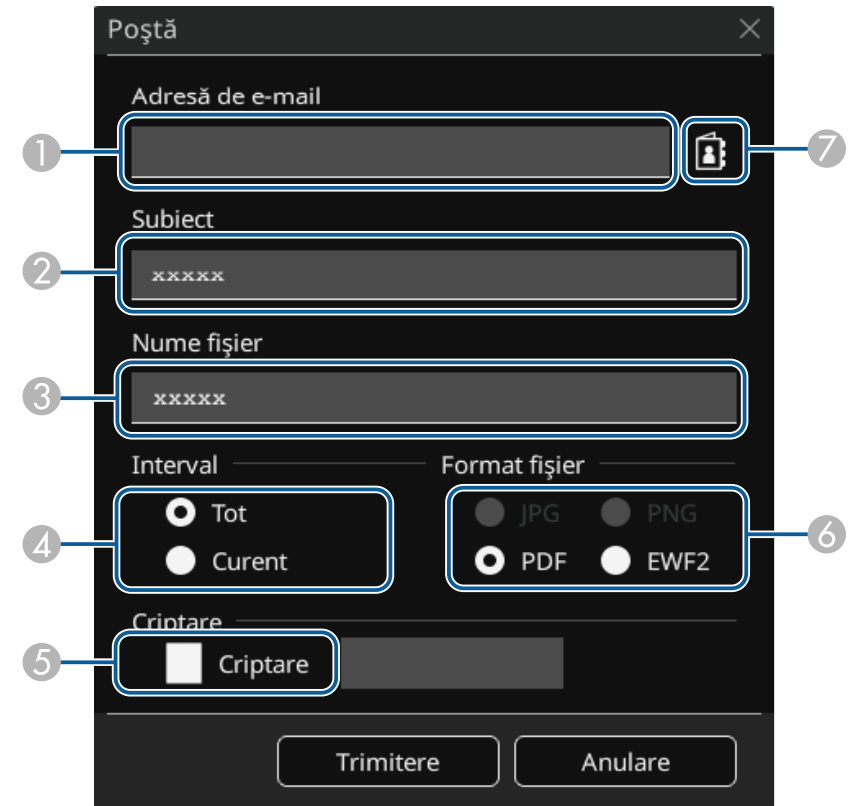 Poştă
Adresă de e-mail
1
7
Subiect
2
xxxxx
Nume fişier
3
xxxxx
Interval
Format fişier
4
Tot
JPG
PNG
6
Curent
PDF
EWF2
Criptare
5
Criptare
Trimitere
Anulare